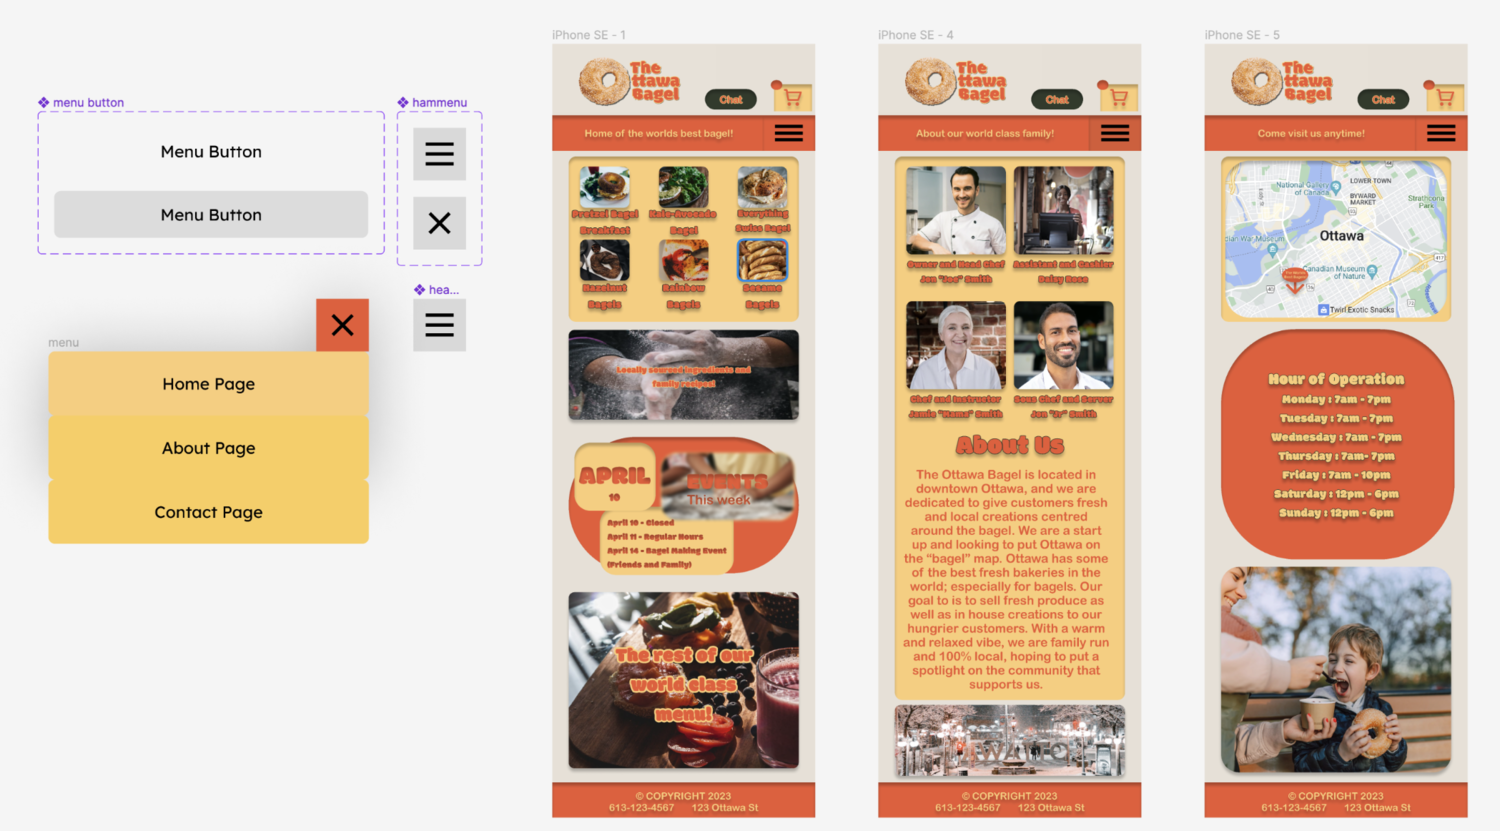 menu button
hammenu
Menu Button
Menu Button
hea...
menu
Home Page
About Page
Contact Page
iPhone SE - 1
The
ttawa
Bagel
Chat
Home of the worlds best bagel!
Pretzel Bagel
Breakfast
Kale-Avocado
Bagel
Everything
Swiss Bagel
Hazelnut
Bagels
Rainbow
Bagels
Sesame
Bagels
Locally sourced ingredients and
family recipes!
APRIL
10
EVENTS
This week
April 10 - Closed
April 11 - Regular Hours
April 14 - Bagel Making Event
(Friends and Family)
The rest of our
world class
menu!
© COPYRIGHT 2023
613-123-4567 123 Ottawa St
iPhone SE - 4
The
ttawa
Bagel
Chat
About our world class family!
Owner and Head Chef
Jon "Joe" Smith
Assistant and Cashier
Daisy Rose
Chef and Instructor
Jamie "Mama" Smith
Sous Chef and Server
Jon "Jr" Smith
About Us
The Ottawa Bagel is located in
downtown Ottawa, and we are
dedicated to give customers fresh
and local creations centred
around the bagel. We are a start
up and looking to put Ottawa on
the “bagel” map. Ottawa has some
of the best fresh bakeries in the
world; especially for bagels. Our
goal to is to sell fresh produce as
well as in house creations to our
hungrier customers. With a warm
and relaxed vibe, we are family run
and 100% local, hoping to put a
spotlight on the community that
supports us.
© COPYRIGHT 2023
613-123-4567 123 Ottawa St
iPhone SE - 5
The
ttawa
Bagel
Chat
Come visit us anytime!
National Gallery
of Canada
LOWER TOWN
BYWARD
MARKET
Strathcona
Park
Ottawa
dian War Museum
Canadian Museum
of Nature
417
40
40
Twirl Exotic Snacks
Hour of Operation
Monday : 7am - 7pm
Tuesday : 7am - 7pm
Wednesday : 7am - 7pm
Thursday : 7am- 7pm
Friday : 7am - 10pm
Saturday : 12pm - 6pm
Sunday : 12pm - 6pm
© COPYRIGHT 2023
613-123-4567 123 Ottawa St